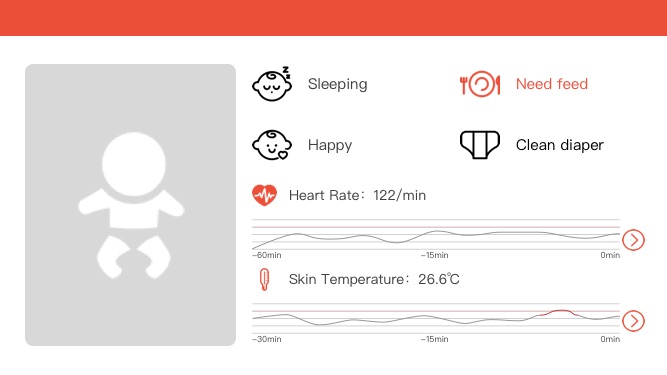 Sleeping
Need feed
Happy
Clean diaper
Heart Rate：122/min
−60min
−15min
0min
Skin Temperature：26.6℃
−30min
−15min
0min